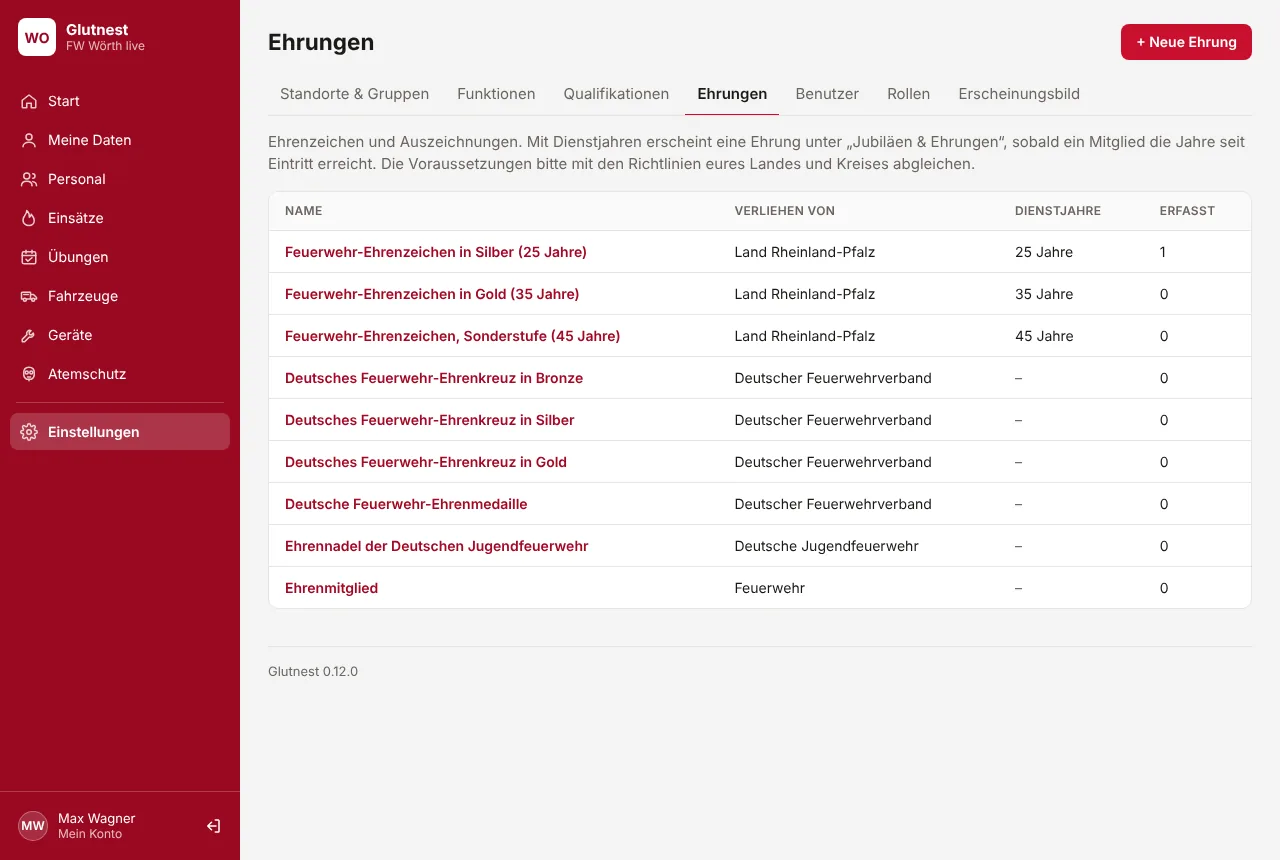 WO
Glutnest
FW Wörth live
Start
Meine Daten
Personal
Einsätze
Übungen
Fahrzeuge
Geräte
Atemschutz
Einstellungen
MW
Max Wagner
Mein Konto
Ehrungen
+ Neue Ehrung
Standorte & Gruppen Funktionen Qualifikationen Ehrungen Benutzer Rollen Erscheinungsbild
Ehrenzeichen und Auszeichnungen. Mit Dienstjahren erscheint eine Ehrung unter „Jubiläen & Ehrungen“, sobald ein Mitglied die Jahre seit
Eintritt erreicht. Die Voraussetzungen bitte mit den Richtlinien eures Landes und Kreises abgleichen.
NAME VERLIEHEN VON DIENSTJAHRE ERFASST
Feuerwehr-Ehrenzeichen in Silber (25 Jahre) Land Rheinland-Pfalz 25 Jahre 1
Feuerwehr-Ehrenzeichen in Gold (35 Jahre) Land Rheinland-Pfalz 35 Jahre 0
Feuerwehr-Ehrenzeichen, Sonderstufe (45 Jahre) Land Rheinland-Pfalz 45 Jahre 0
Deutsches Feuerwehr-Ehrenkreuz in Bronze Deutscher Feuerwehrverband – 0
Deutsches Feuerwehr-Ehrenkreuz in Silber Deutscher Feuerwehrverband – 0
Deutsches Feuerwehr-Ehrenkreuz in Gold Deutscher Feuerwehrverband – 0
Deutsche Feuerwehr-Ehrenmedaille Deutscher Feuerwehrverband – 0
Ehrennadel der Deutschen Jugendfeuerwehr Deutsche Jugendfeuerwehr – 0
Ehrenmitglied Feuerwehr – 0
Glutnest 0.12.0